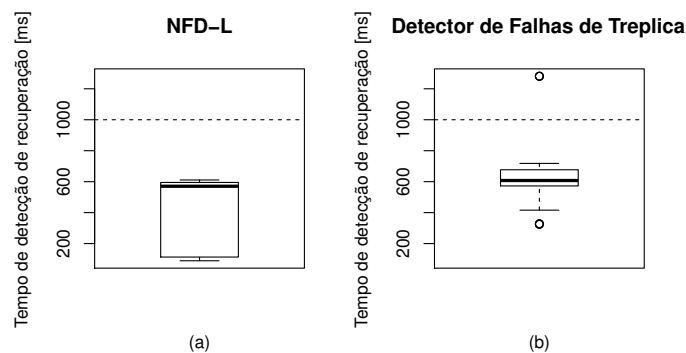 NFD−L
Tempo de detecção de recuperação [ms]
1000
600
200
(a)
Detector de Falhas de Treplica
Tempo de detecção de recuperação [ms]
1000
600
200
(b)